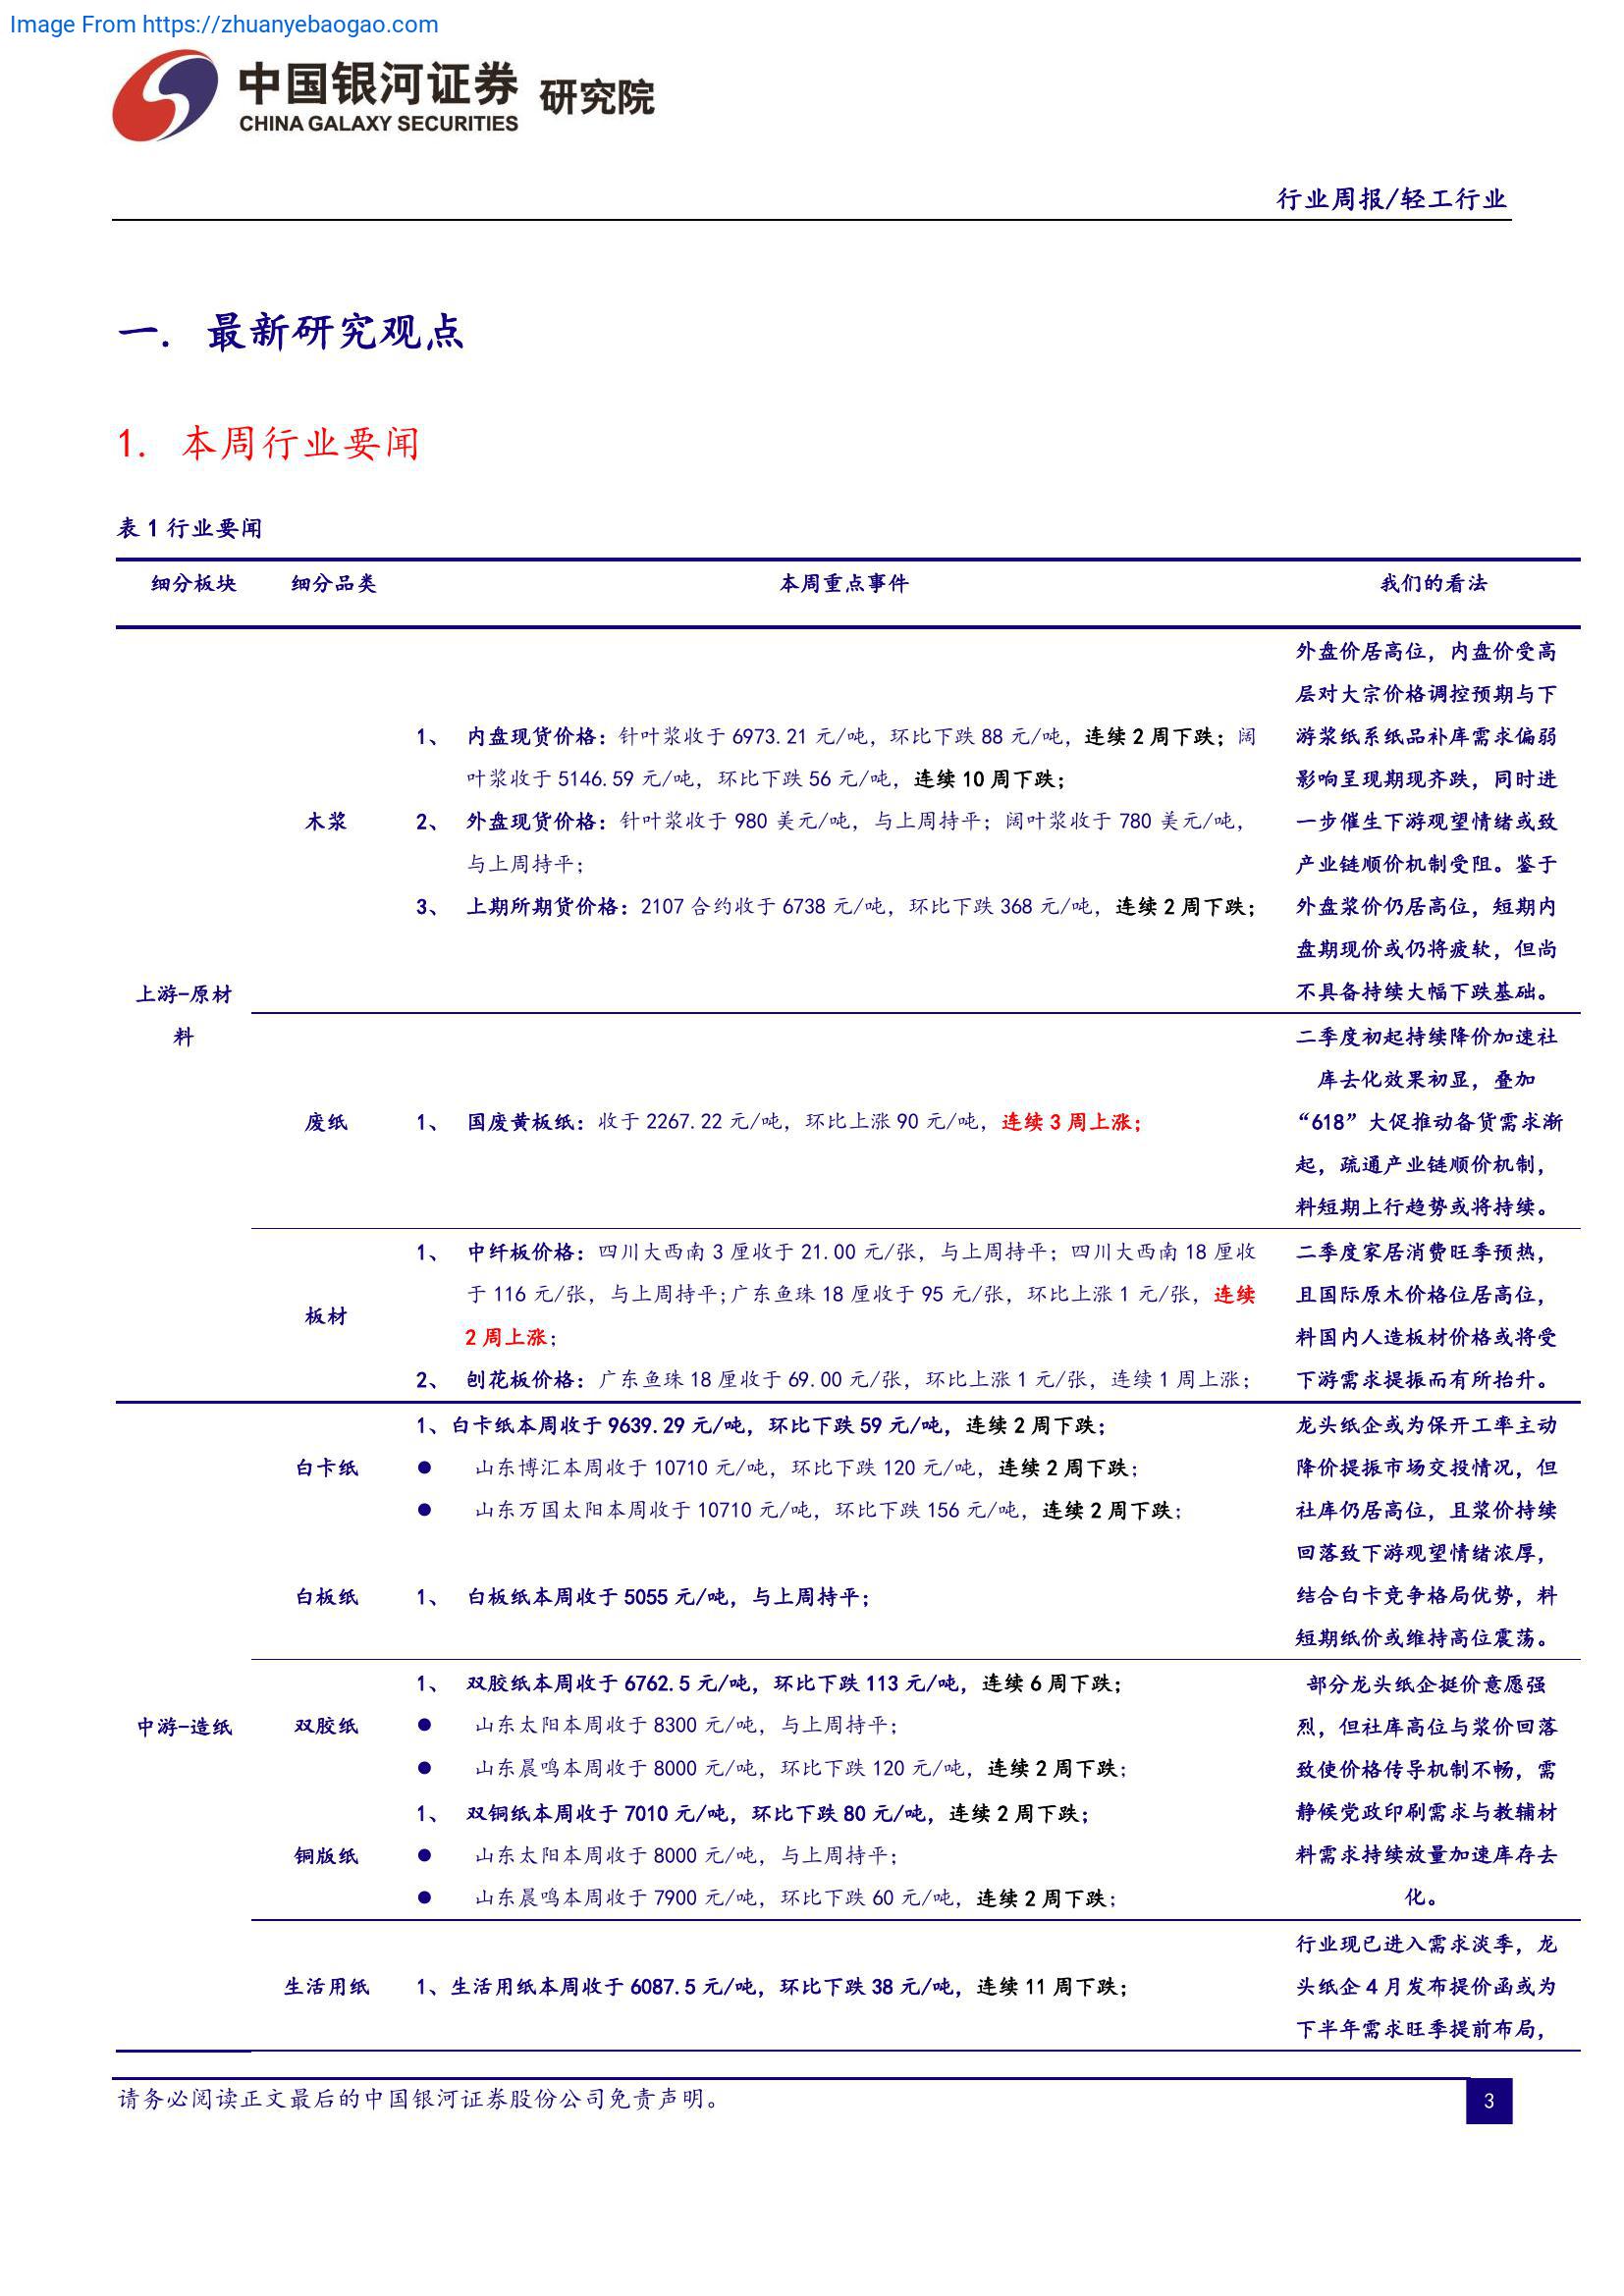 Image From https://zhuanyebaogao.com
中国银河证券 研究院
CHINA GALAXY SECURITIES
行业周报/轻工行业
一. 最新研究观点
1. 本周行业要闻
表 1 行业要闻
细分板块 细分品类 本周重点事件 我们的看法
上游-原材
料
木浆
1、 内盘现货价格：针叶浆收于 6973.21 元/吨，环比下跌 88 元/吨，连续 2 周下跌；阔
叶浆收于 5146.59 元/吨，环比下跌 56 元/吨，连续 10 周下跌；
2、 外盘现货价格：针叶浆收于 980 美元/吨，与上周持平；阔叶浆收于 780 美元/吨，
与上周持平；
3、 上期所期货价格：2107 合约收于 6738 元/吨，环比下跌 368 元/吨，连续 2 周下跌；
外盘价居高位，内盘价受高
层对大宗价格调控预期与下
游浆纸系纸品补库需求偏弱
影响呈现期现齐跌，同时进
一步催生下游观望情绪或致
产业链顺价机制受阻。鉴于
外盘浆价仍居高位，短期内
盘期现价或仍将疲软，但尚
不具备持续大幅下跌基础。
废纸
1、 国废黄板纸：收于 2267.22 元/吨，环比上涨 90 元/吨，连续 3 周上涨；
二季度初起持续降价加速社
库去化效果初显，叠加
“618”大促推动备货需求渐
起，疏通产业链顺价机制，
料短期上行趋势或将持续。
板材
1、 中纤板价格：四川大西南 3 厘收于 21.00 元/张，与上周持平；四川大西南 18 厘收
于 116 元/张，与上周持平;广东鱼珠 18 厘收于 95 元/张，环比上涨 1 元/张，连续
2 周上涨；
2、 刨花板价格：广东鱼珠 18 厘收于 69.00 元/张，环比上涨 1 元/张，连续 1 周上涨；
二季度家居消费旺季预热，
且国际原木价格位居高位，
料国内人造板材价格或将受
下游需求提振而有所抬升。
中游-造纸
白卡纸
1、白卡纸本周收于 9639.29 元/吨，环比下跌 59 元/吨，连续 2 周下跌；
● 山东博汇本周收于 10710 元/吨，环比下跌 120 元/吨，连续 2 周下跌；
● 山东万国太阳本周收于 10710 元/吨，环比下跌 156 元/吨，连续 2 周下跌；
白板纸
1、 白板纸本周收于 5055 元/吨，与上周持平；
龙头纸企或为保开工率主动
降价提振市场交投情况，但
社库仍居高位，且浆价持续
回落致下游观望情绪浓厚，
结合白卡竞争格局优势，料
短期纸价或维持高位震荡。
双胶纸
1、 双胶纸本周收于 6762.5 元/吨，环比下跌 113 元/吨，连续 6 周下跌；
● 山东太阳本周收于 8300 元/吨，与上周持平；
● 山东晨鸣本周收于 8000 元/吨，环比下跌 120 元/吨，连续 2 周下跌；
铜版纸
1、 双铜纸本周收于 7010 元/吨，环比下跌 80 元/吨，连续 2 周下跌；
● 山东太阳本周收于 8000 元/吨，与上周持平；
● 山东晨鸣本周收于 7900 元/吨，环比下跌 60 元/吨，连续 2 周下跌；
部分龙头纸企挺价意愿强
烈，但社库高位与浆价回落
致使价格传导机制不畅，需
静候党政印刷需求与教辅材
料需求持续放量加速库存去
化。
生活用纸
1、生活用纸本周收于 6087.5 元/吨，环比下跌 38 元/吨，连续 11 周下跌；
行业现已进入需求淡季，龙
头纸企 4 月发布提价函或为
下半年需求旺季提前布局，
请务必阅读正文最后的中国银河证券股份公司免责声明。
3